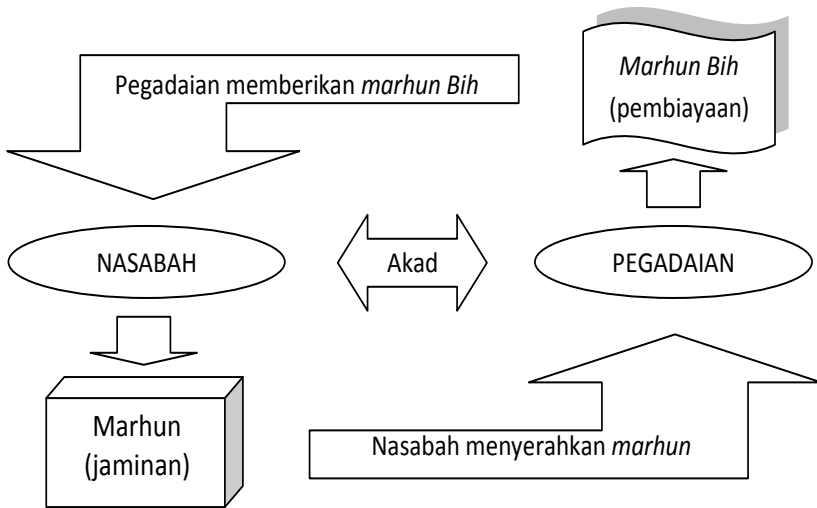 Pegadaian memberikan marhun Bih
Marhun Bih
(pembiayaan)
NASABAH
Akad
PEGADAIAN
Marhun
(jaminan)
Nasabah menyerahkan marhun